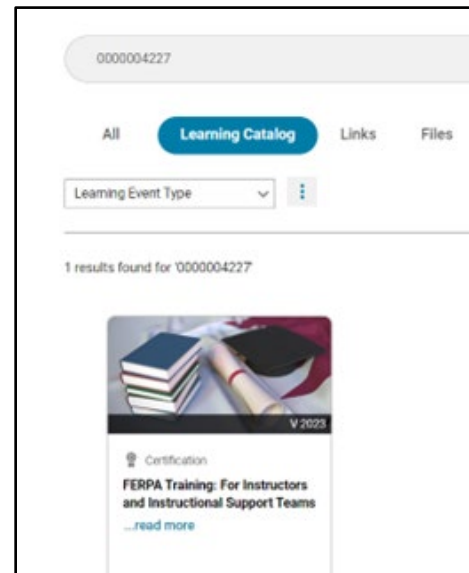 0000004227
All Learning Catalog Links Files
Learning Event Type
1 results found for '0000004227'
V 2023
Certification
FERPA Training: For Instructors
and Instructional Support Teams
...read more